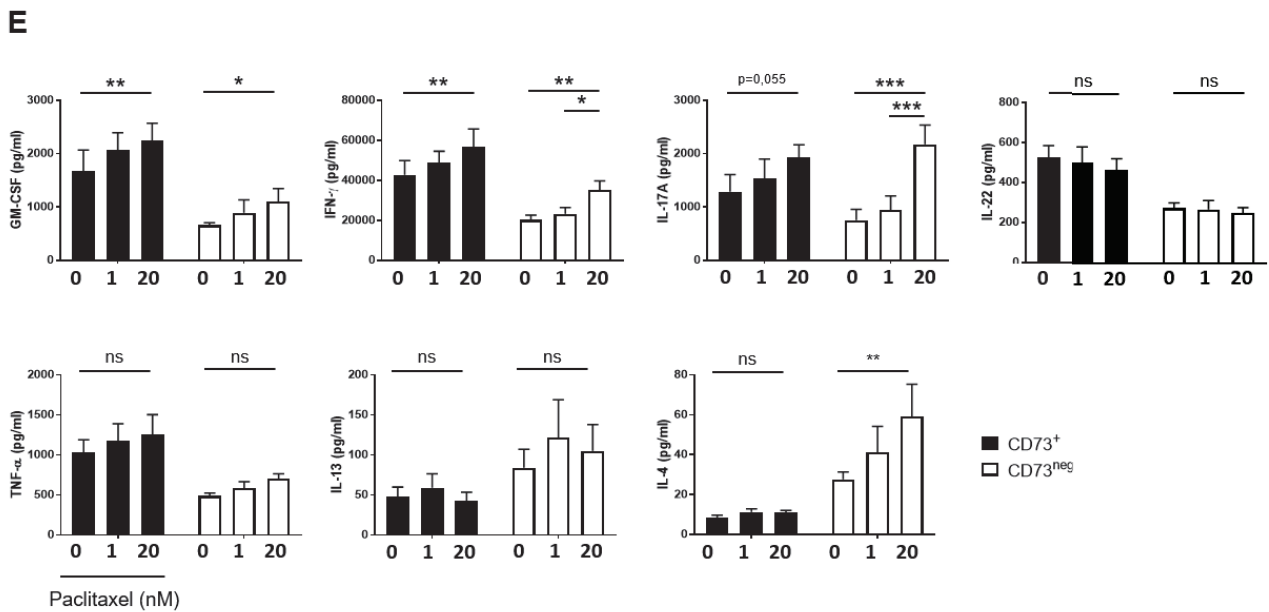 E
** *
GM-CSF (pg/ml)
3000
2000
1000
0
0 1 20 0 1 20
** **
*
IFN-γ (pg/ml)
80000
60000
40000
20000
0
0 1 20 0 1 20
p=0,055 ***
***
IL-17A (pg/ml)
3000
2000
1000
0
0 1 20 0 1 20
ns ns
IL-22 (pg/ml)
800
600
400
200
0
0 1 20 0 1 20
ns ns
TNF-α (pg/ml)
2000
1500
1000
500
0
0 1 20 0 1 20
Paclitaxel (nM)
ns ns
IL-13 (pg/ml)
200
150
100
50
0
0 1 20 0 1 20
ns **
IL-4 (pg/ml)
80
60
40
20
0
0 1 20 0 1 20
CD73+
CD73neg